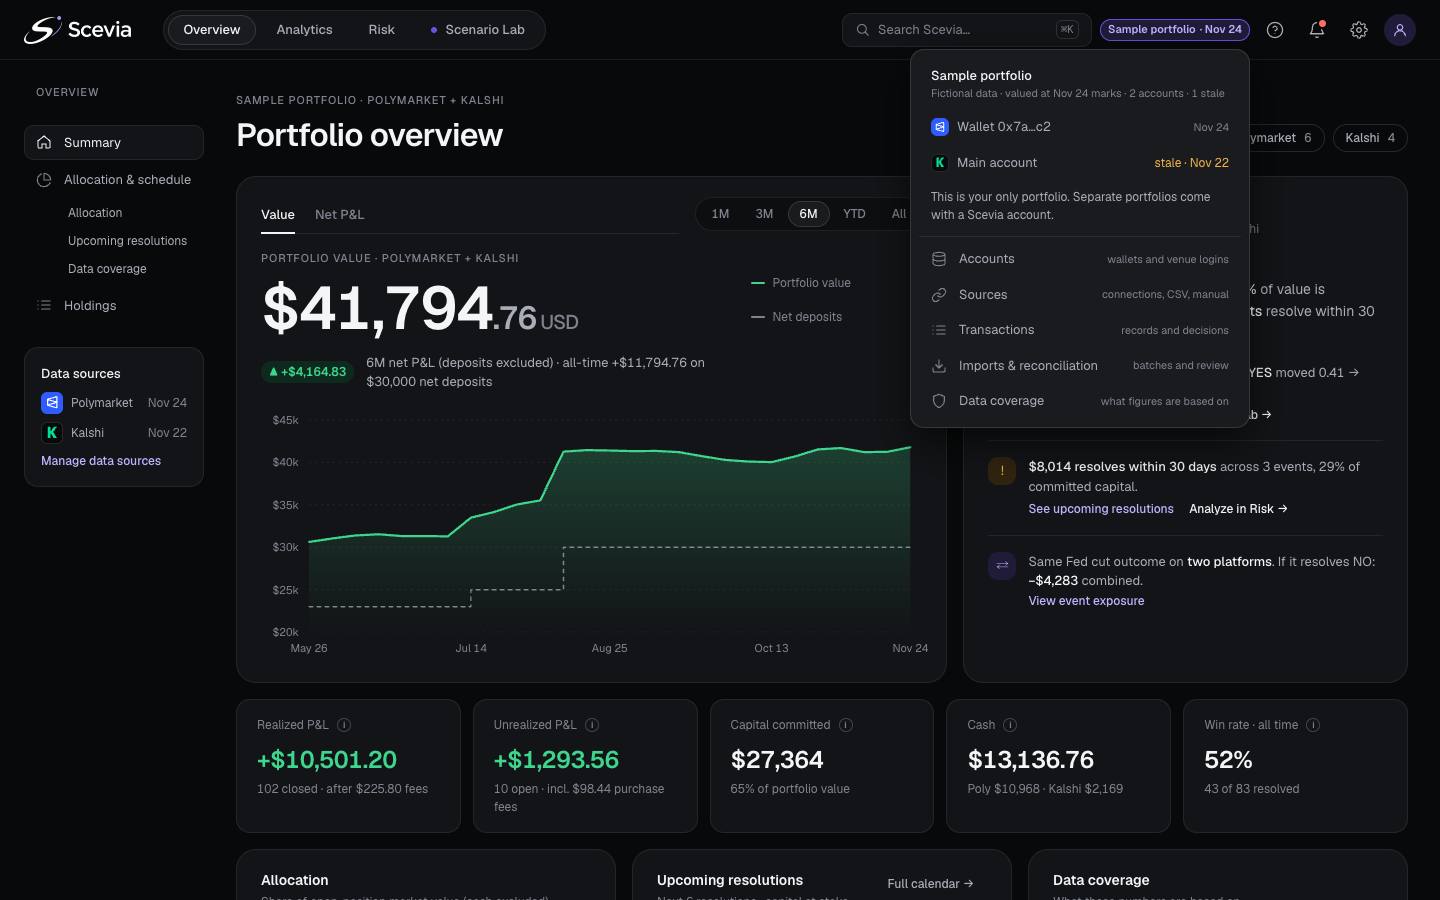 Scevia
Overview
Analytics
Risk
Scenario Lab
Search Scevia...
⌘K
Sample portfolio · Nov 24
OVERVIEW
Summary
Allocation & schedule
Allocation
Upcoming resolutions
Data coverage
Holdings
Data sources
Polymarket Nov 24
Kalshi Nov 22
Manage data sources
SAMPLE PORTFOLIO · POLYMARKET + KALSHI
Portfolio overview
ymarket 6
Kalshi 4
Sample portfolio
Fictional data · valued at Nov 24 marks · 2 accounts · 1 stale
Wallet 0x7a...c2 Nov 24
Main account stale · Nov 22
This is your only portfolio. Separate portfolios come
with a Scevia account.
Accounts wallets and venue logins
Sources connections, CSV, manual
Transactions records and decisions
Imports & reconciliation batches and review
Data coverage what figures are based on
Value
Net P&L
1M 3M 6M YTD All
PORTFOLIO VALUE · POLYMARKET + KALSHI
$41,794.76 USD
Portfolio value
Net deposits
▲ +$4,164.83
6M net P&L (deposits excluded) · all-time +$11,794.76 on
$30,000 net deposits
$45k
$40k
$35k
$30k
$25k
$20k
May 26 Jul 14 Aug 25 Oct 13 Nov 24
hi
% of value is
ts resolve within 30
YES moved 0.41 →
b →
! $8,014 resolves within 30 days across 3 events, 29% of
committed capital.
See upcoming resolutions Analyze in Risk →
Same Fed cut outcome on two platforms. If it resolves NO:
−$4,283 combined.
View event exposure
Realized P&L
+$10,501.20
102 closed · after $225.80 fees
Unrealized P&L
+$1,293.56
10 open · incl. $98.44 purchase
fees
Capital committed
$27,364
65% of portfolio value
Cash
$13,136.76
Poly $10,968 · Kalshi $2,169
Win rate · all time
52%
43 of 83 resolved
Allocation
Upcoming resolutions
Full calendar →
Data coverage